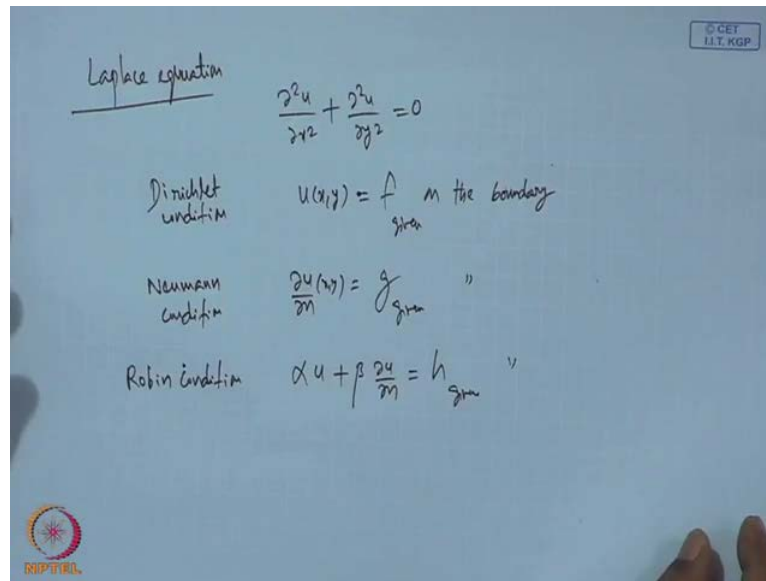 © CET
I.I.T. KGP
Laplace equation
∂²u/∂x² + ∂²u/∂y² = 0
Dirichlet condition u(x,y) = f given on the boundary
Neumann condition ∂u/∂n (x,y) = g given "
Robin condition αu + β ∂u/∂n = h given "
NPTEL